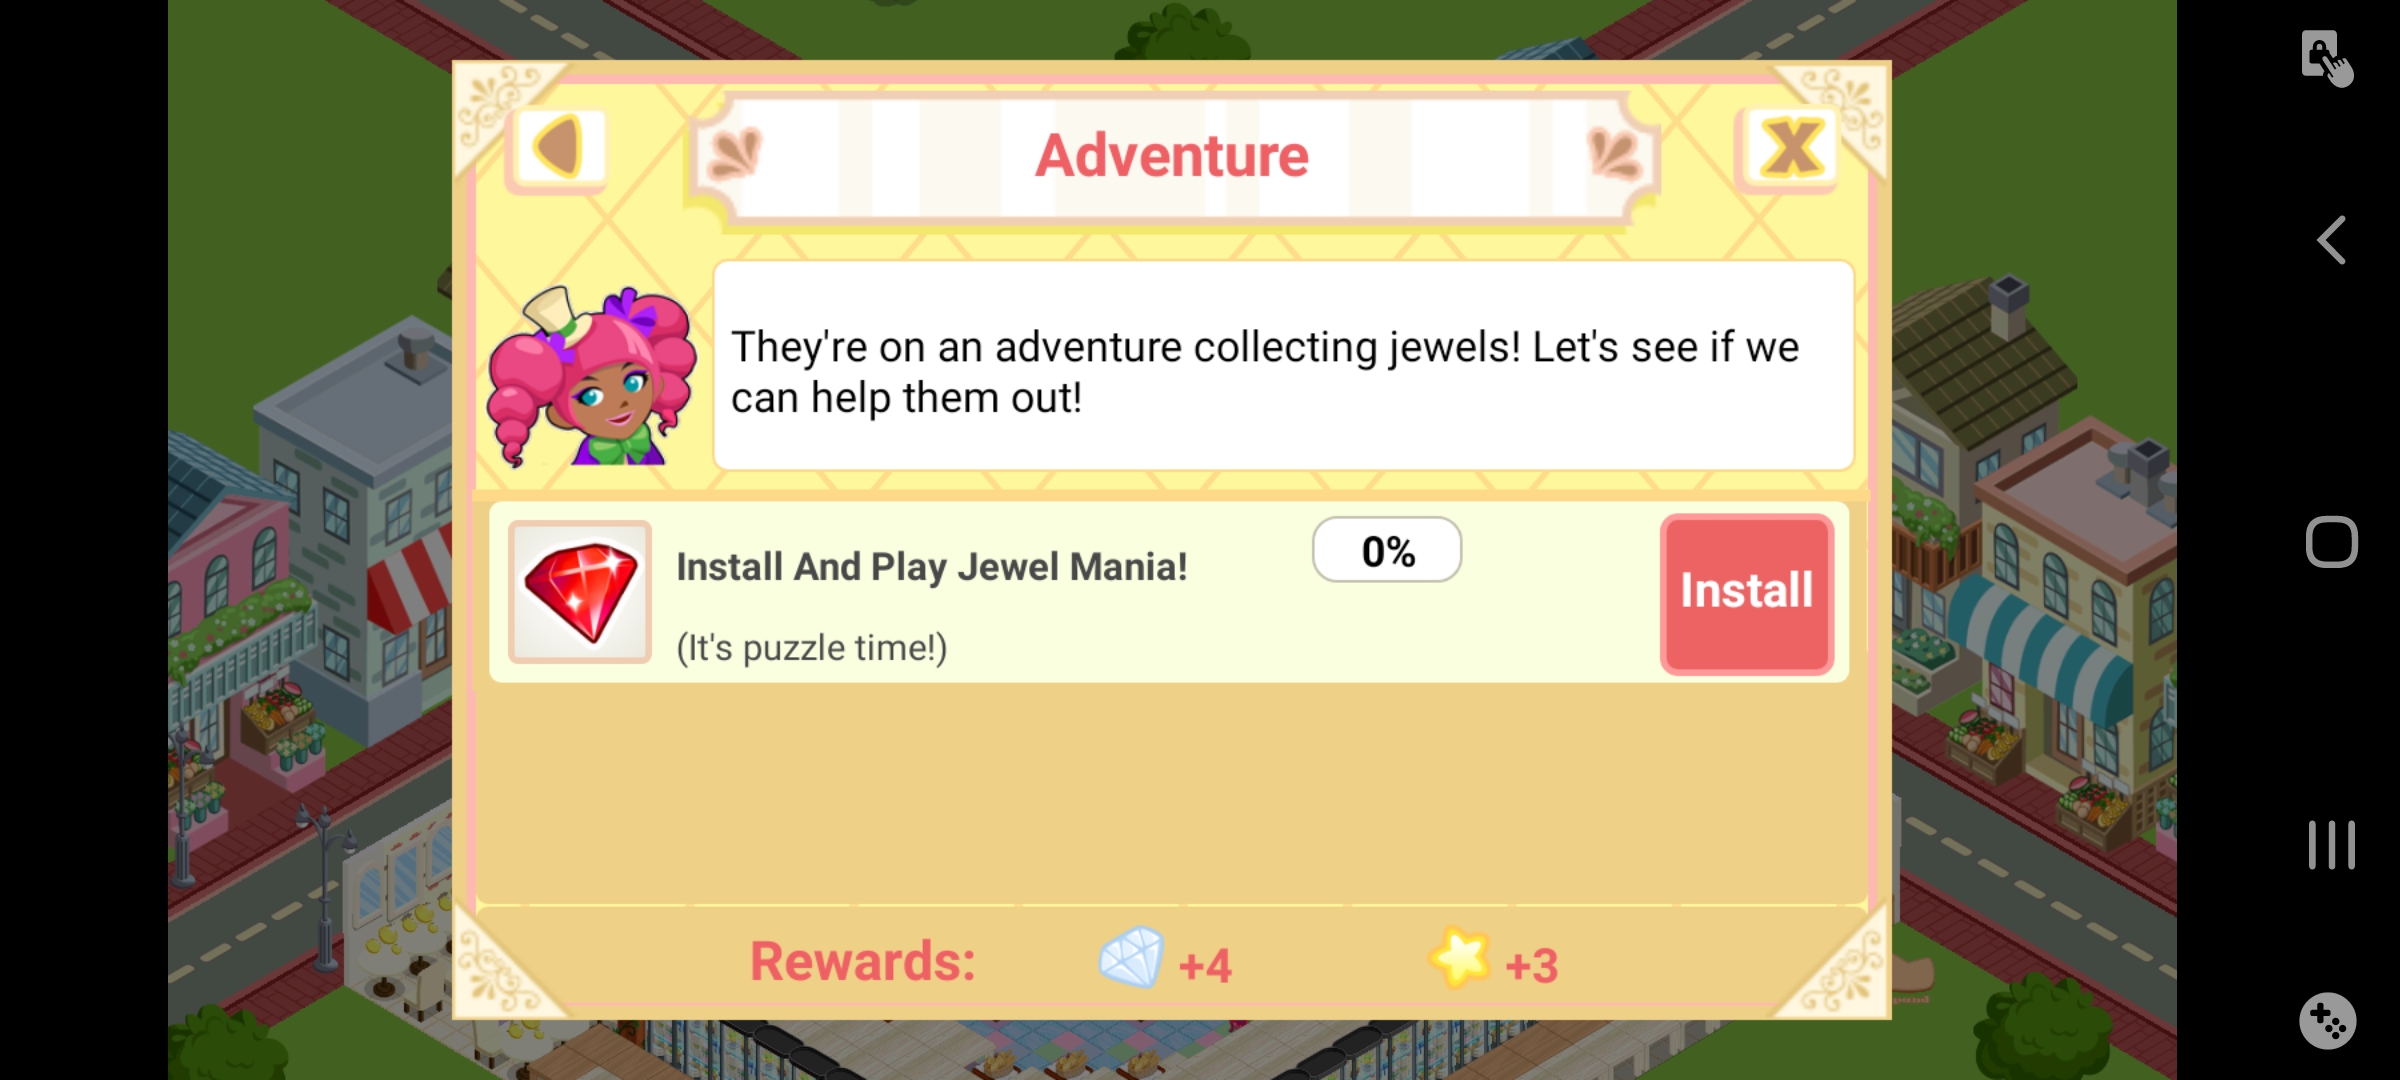 Adventure
They're on an adventure collecting jewels! Let's see if we
can help them out!
Install And Play Jewel Mania!
0%
Install
(It's puzzle time!)
Rewards:
+4
+3